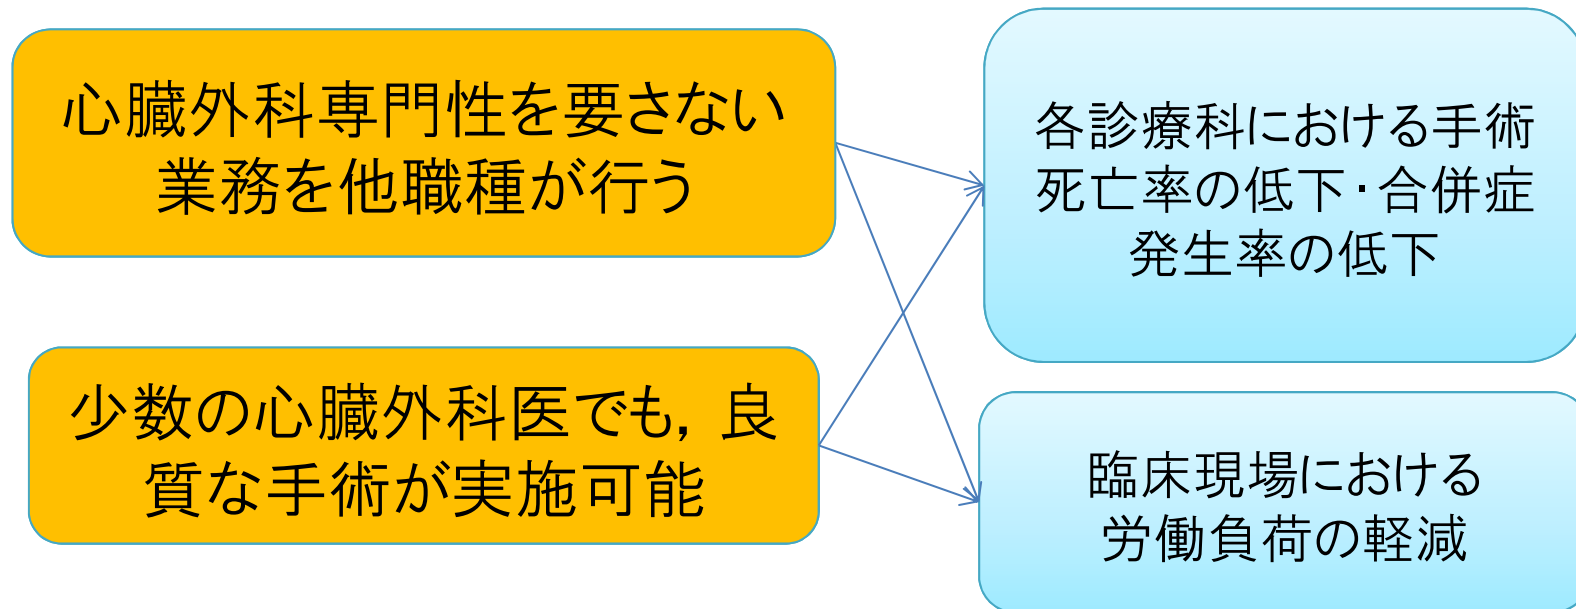 心臓外科専門性を要さない
業務を他職種が行う
少数の心臓外科医でも, 良
質な手術が実施可能
各診療科における手術
死亡率の低下・合併症
発生率の低下
臨床現場における
労働負荷の軽減